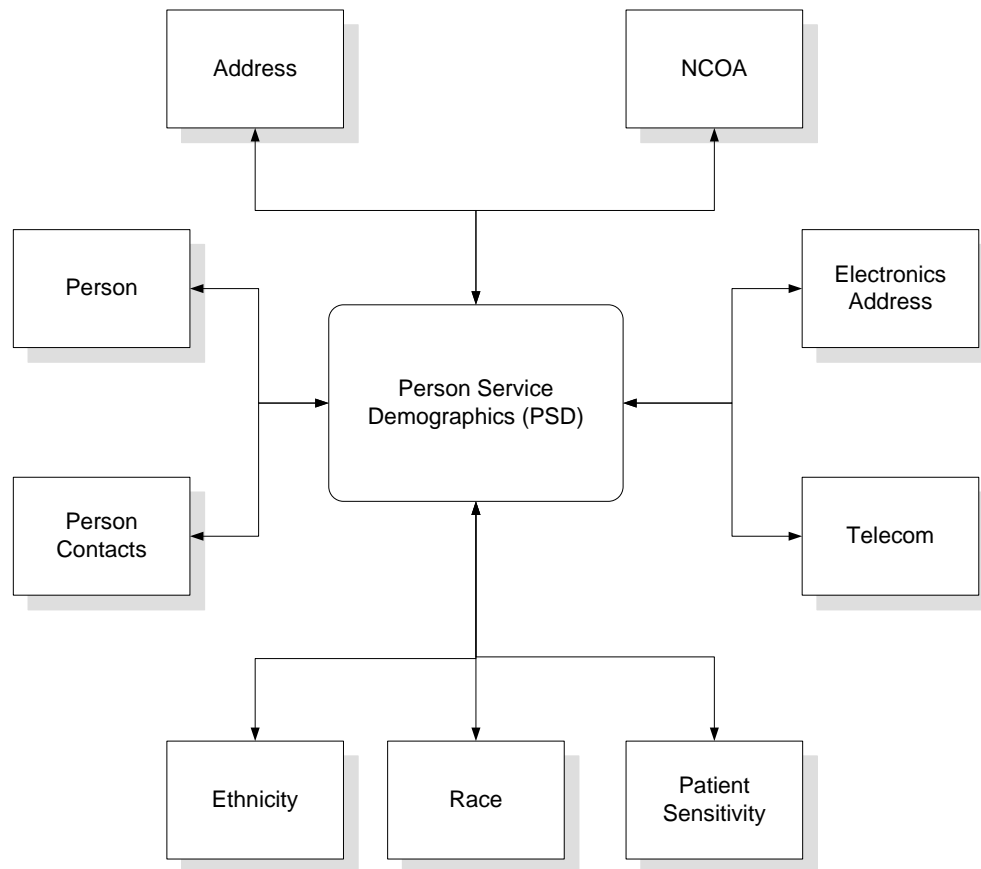 Address
NCOA
Person
Electronics
Address
Person Service
Demographics (PSD)
Person
Contacts
Telecom
Ethnicity
Race
Patient
Sensitivity